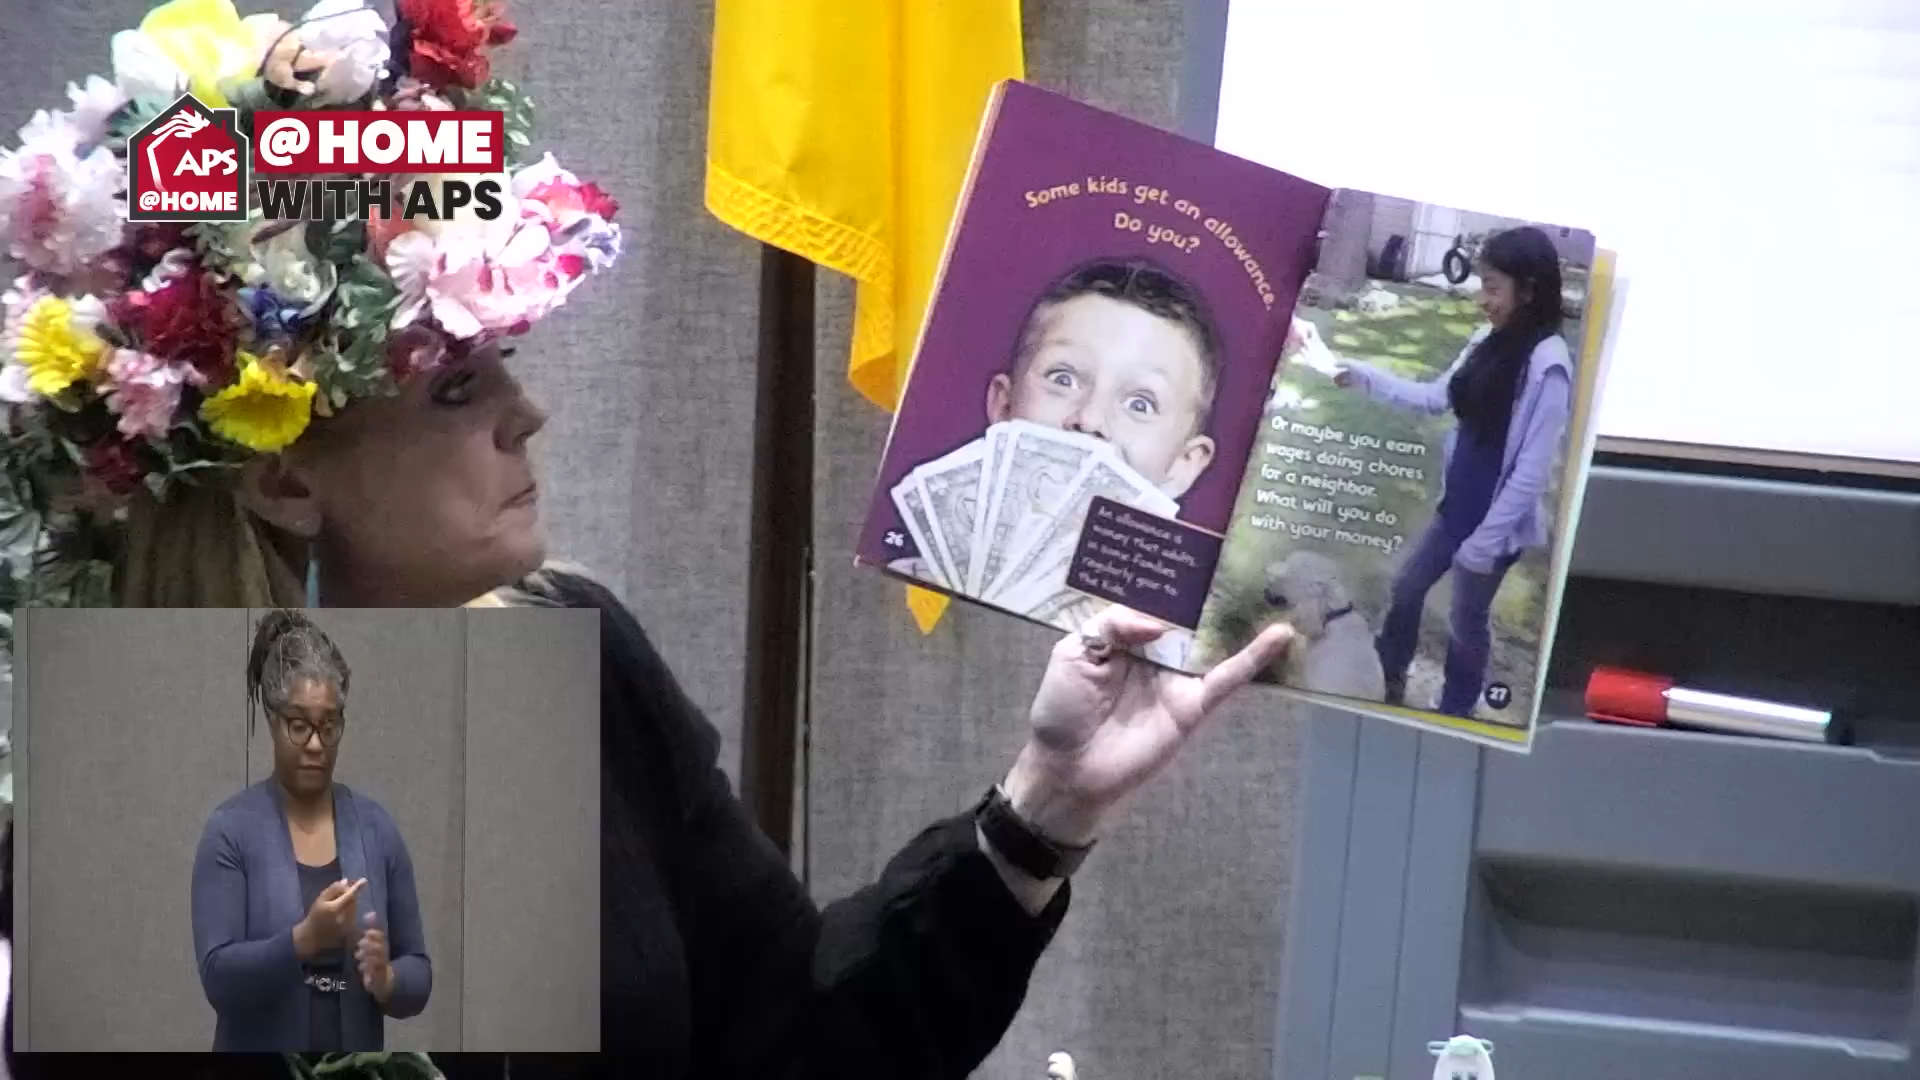 APS
@HOME
@HOME
WITH APS
Some kids get an allowance.
Do you?
An allowance is
money that adults
in some families
regularly give to
the kids.
26
Or maybe you earn
wages doing chores
for a neighbor.
What will you do
with your money?
27